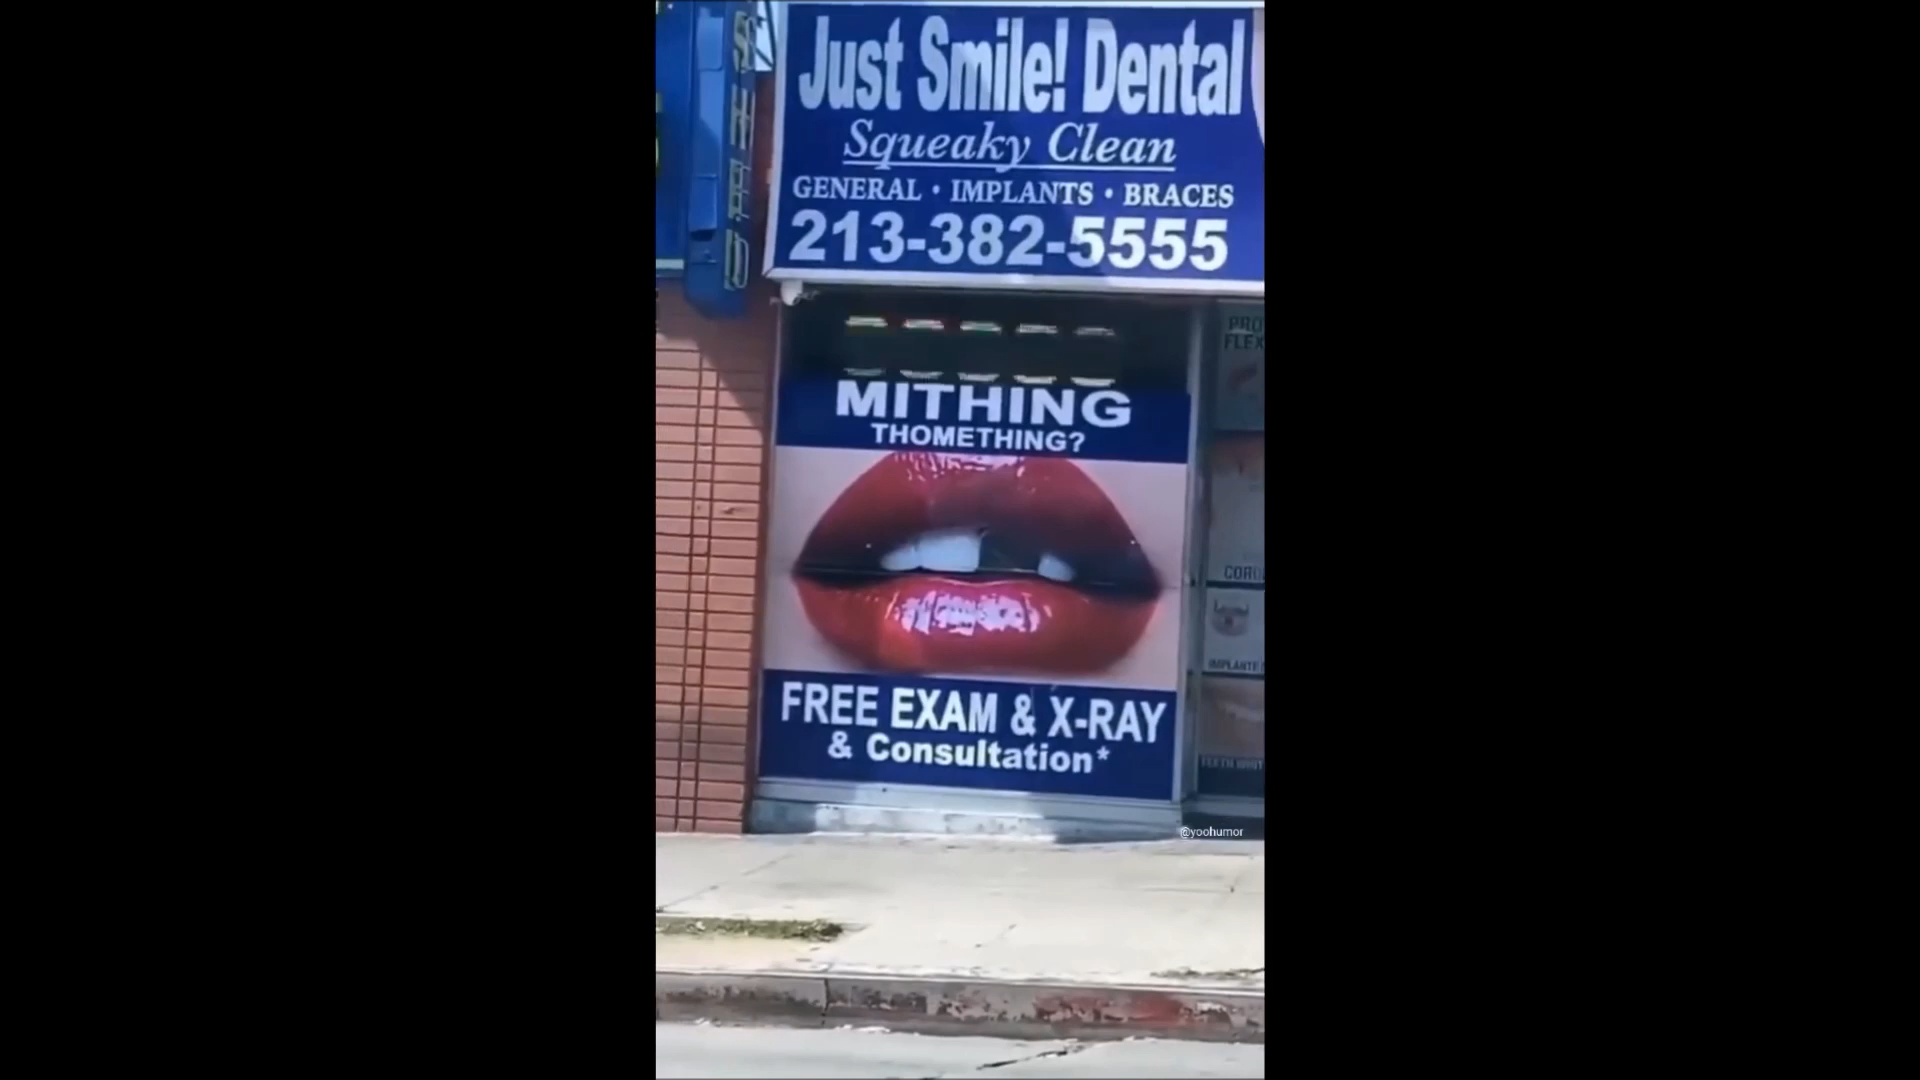 Just Smile! Dental
Squeaky Clean
GENERAL • IMPLANTS • BRACES
213-382-5555
MITHING
THOMETHING?
FREE EXAM & X-RAY
& Consultation*
@yoohumor